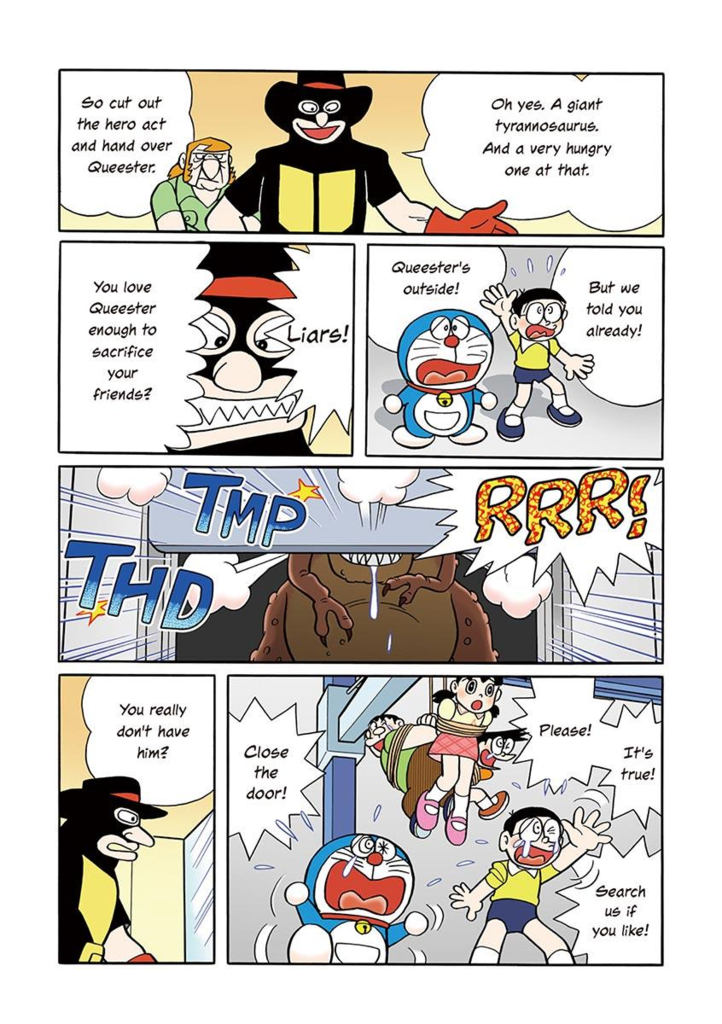 So cut out
the hero act
and hand over
Queester.
Oh yes. A giant
tyrannosaurus.
And a very hungry
one at that.
You love
Queester
enough to
sacrifice
your
friends?
Liars!
Queester's
outside!
But we
told you
already!
TMP
THD
RRR!
You really
don't have
him?
Close
the
door!
Please!
It's
true!
Search
us if
you like!